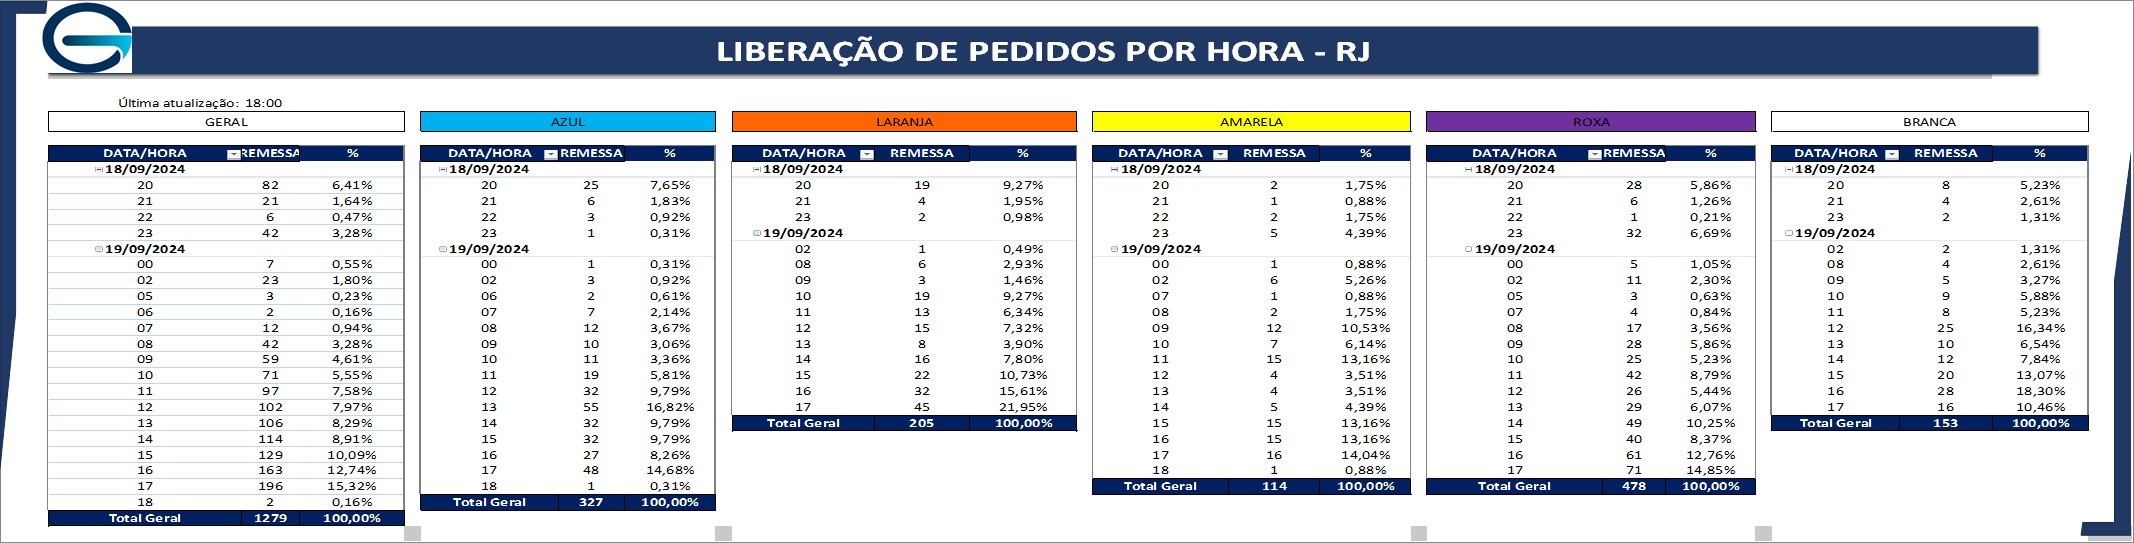 LIBERAÇÃO DE PEDIDOS POR HORA - RJ
Última atualização: 18:00
GERAL
DATA/HORA REMESSA %
18/09/2024
20 82 6,41%
21 21 1,64%
22 6 0,47%
23 42 3,28%
19/09/2024
00 7 0,55%
02 23 1,80%
05 3 0,23%
06 2 0,16%
07 12 0,94%
08 42 3,28%
09 59 4,61%
10 71 5,55%
11 97 7,58%
12 102 7,97%
13 106 8,29%
14 114 8,91%
15 129 10,09%
16 163 12,74%
17 196 15,32%
18 2 0,16%
Total Geral 1279 100,00%
AZUL
DATA/HORA REMESSA %
18/09/2024
20 25 7,65%
21 6 1,83%
22 3 0,92%
23 1 0,31%
19/09/2024
00 1 0,31%
02 3 0,92%
06 2 0,61%
07 7 2,14%
08 12 3,67%
09 10 3,06%
10 11 3,36%
11 19 5,81%
12 32 9,79%
13 55 16,82%
14 32 9,79%
15 32 9,79%
16 27 8,26%
17 48 14,68%
18 1 0,31%
Total Geral 327 100,00%
LARANJA
DATA/HORA REMESSA %
18/09/2024
20 19 9,27%
21 4 1,95%
23 2 0,98%
19/09/2024
02 1 0,49%
08 6 2,93%
09 3 1,46%
10 19 9,27%
11 13 6,34%
12 15 7,32%
13 8 3,90%
14 16 7,80%
15 22 10,73%
16 32 15,61%
17 45 21,95%
Total Geral 205 100,00%
AMARELA
DATA/HORA REMESSA %
18/09/2024
20 2 1,75%
21 1 0,88%
22 2 1,75%
23 5 4,39%
19/09/2024
00 1 0,88%
02 6 5,26%
07 1 0,88%
08 2 1,75%
09 12 10,53%
10 7 6,14%
11 15 13,16%
12 4 3,51%
13 4 3,51%
14 5 4,39%
15 15 13,16%
16 15 13,16%
17 16 14,04%
18 1 0,88%
Total Geral 114 100,00%
ROXA
DATA/HORA REMESSA %
18/09/2024
20 28 5,86%
21 6 1,26%
22 1 0,21%
23 32 6,69%
19/09/2024
00 5 1,05%
02 11 2,30%
05 3 0,63%
07 4 0,84%
08 17 3,56%
09 28 5,86%
10 25 5,23%
11 42 8,79%
12 26 5,44%
13 29 6,07%
14 49 10,25%
15 40 8,37%
16 61 12,76%
17 71 14,85%
Total Geral 478 100,00%
BRANCA
DATA/HORA REMESSA %
18/09/2024
20 8 5,23%
21 4 2,61%
23 2 1,31%
19/09/2024
02 2 1,31%
08 4 2,61%
09 5 3,27%
10 9 5,88%
11 8 5,23%
12 25 16,34%
13 10 6,54%
14 12 7,84%
15 20 13,07%
16 28 18,30%
17 16 10,46%
Total Geral 153 100,00%